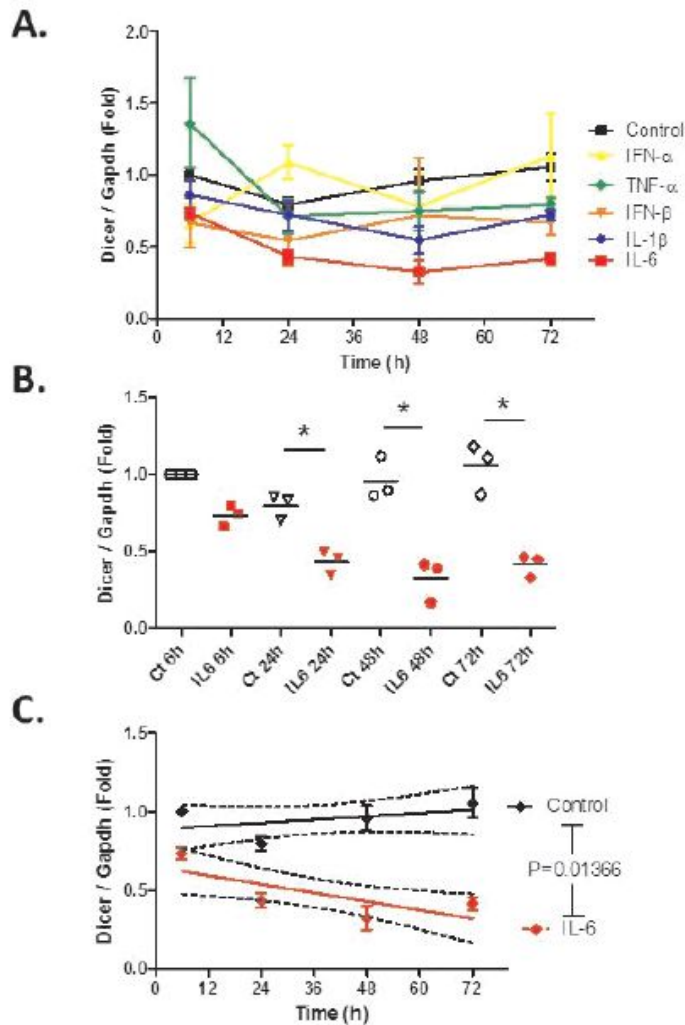 A.
2.0
1.5
1.0
0.5
0.0
Dicer / Gapdh (Fold)
0 12 24 36 48 60 72
Time (h)
Control
IFN-α
TNF-α
IFN-β
IL-1β
IL-6
B.
1.5
1.0
0.5
0.0
Dicer / Gapdh (Fold)
* * *
Ct 6h
IL6 6h
Ct 24h
IL6 24h
Ct 48h
IL6 48h
Ct 72h
IL6 72h
C.
1.5
1.0
0.5
0.0
Dicer / Gapdh (Fold)
0 12 24 36 48 60 72
Time (h)
Control
P=0.01366
IL-6